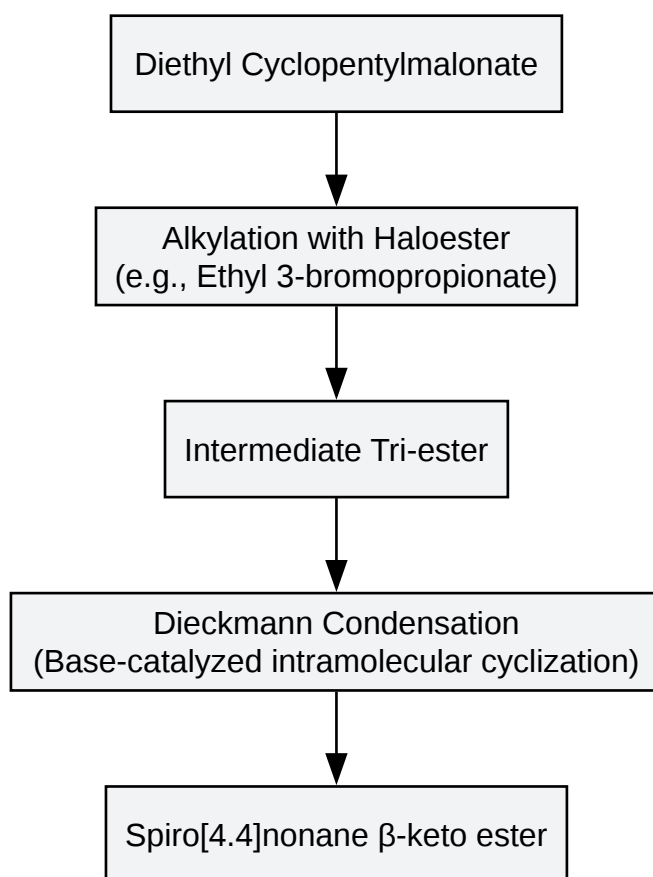 Diethyl Cyclopentylmalonate
Alkylation with Haloester
(e.g., Ethyl 3-bromopropionate)
Intermediate Tri-ester
Dieckmann Condensation
(Base-catalyzed intramolecular cyclization)
Spiro[4.4]nonane β-keto ester